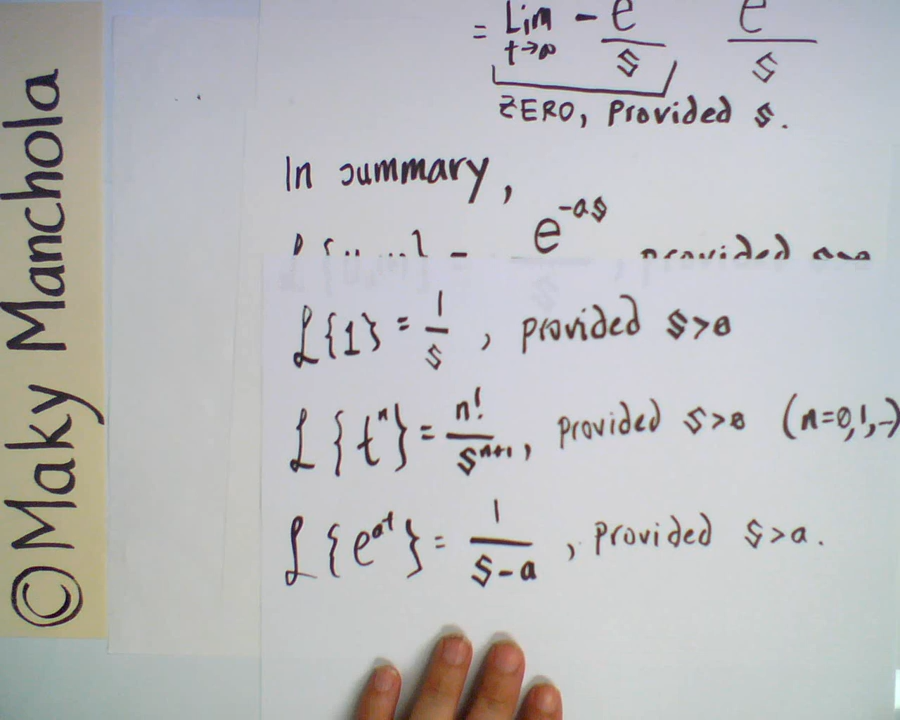 ©Maky Manchola
= Lim t→∞ - e / s e / s
ZERO, Provided s.
In summary,
e^-as
L{1} = 1/s , provided s>0
L{t^n} = n!/s^n+1, provided s>0 (n=0,1,-)
L{e^at} = 1/s-a , Provided s>a.